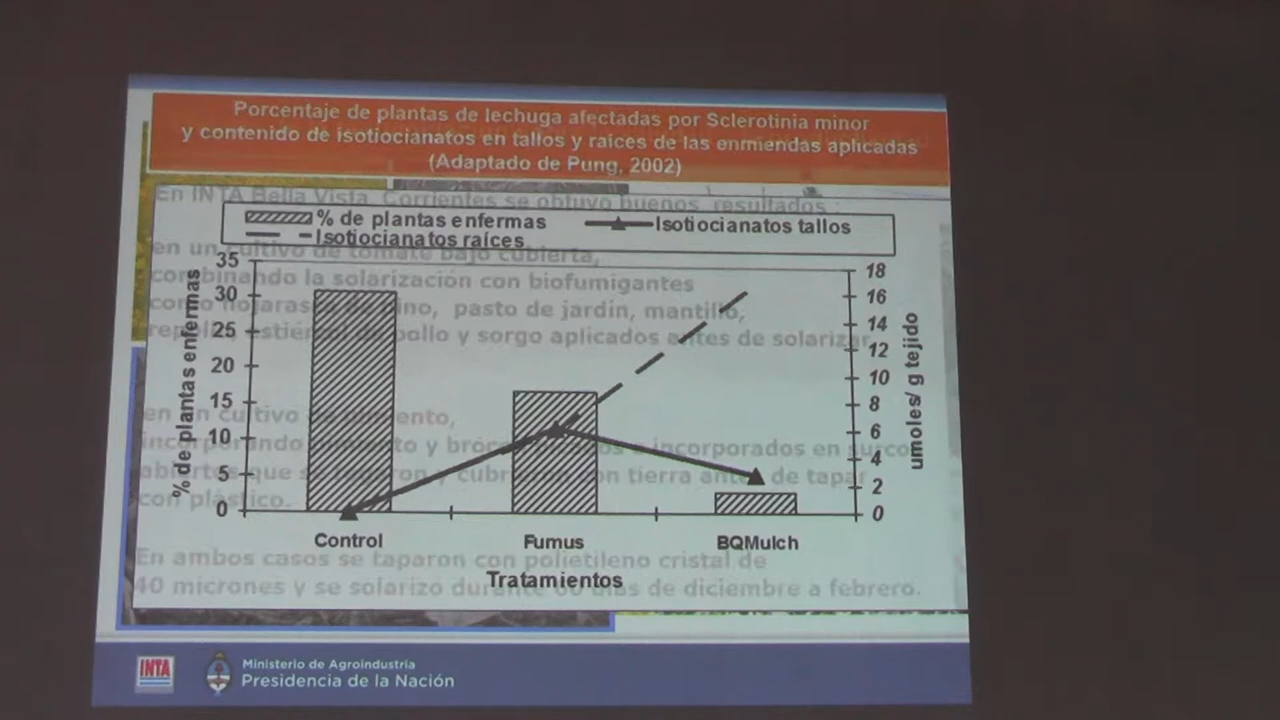 Porcentaje de plantas de lechuga afectadas por Sclerotinia minor
y contenido de isotiocianatos en tallos y raíces de las enmiendas aplicadas
(Adaptado de Pung, 2002)
En INTA Bella Vista, Corrientes se obtuvo buenos resultados :
% de plantas enfermas
Isotiocianatos tallos
Isotiocianatos raíces
en un cultivo de tomate bajo cubierta,
combinando la solarización con biofumigantes
como pino, pasto de jardín, mantillo,
pollo y sorgo aplicados antes de solarizar
en un cultivo de
incorporando y incorporados en surco
abiertos que se y cubrieron con tierra antes de tapar
con plástico.
% de plantas enfermas
35
30
25
20
15
10
5
0
18
16
14
12
10
8
6
4
2
0
umoles/ g tejido
Control
Fumus
BQMulch
Tratamientos
En ambos casos se taparon con polietileno cristal de
40 micrones y se solarizó durante 60 días de diciembre a febrero.
INTA
Ministerio de Agroindustria
Presidencia de la Nación